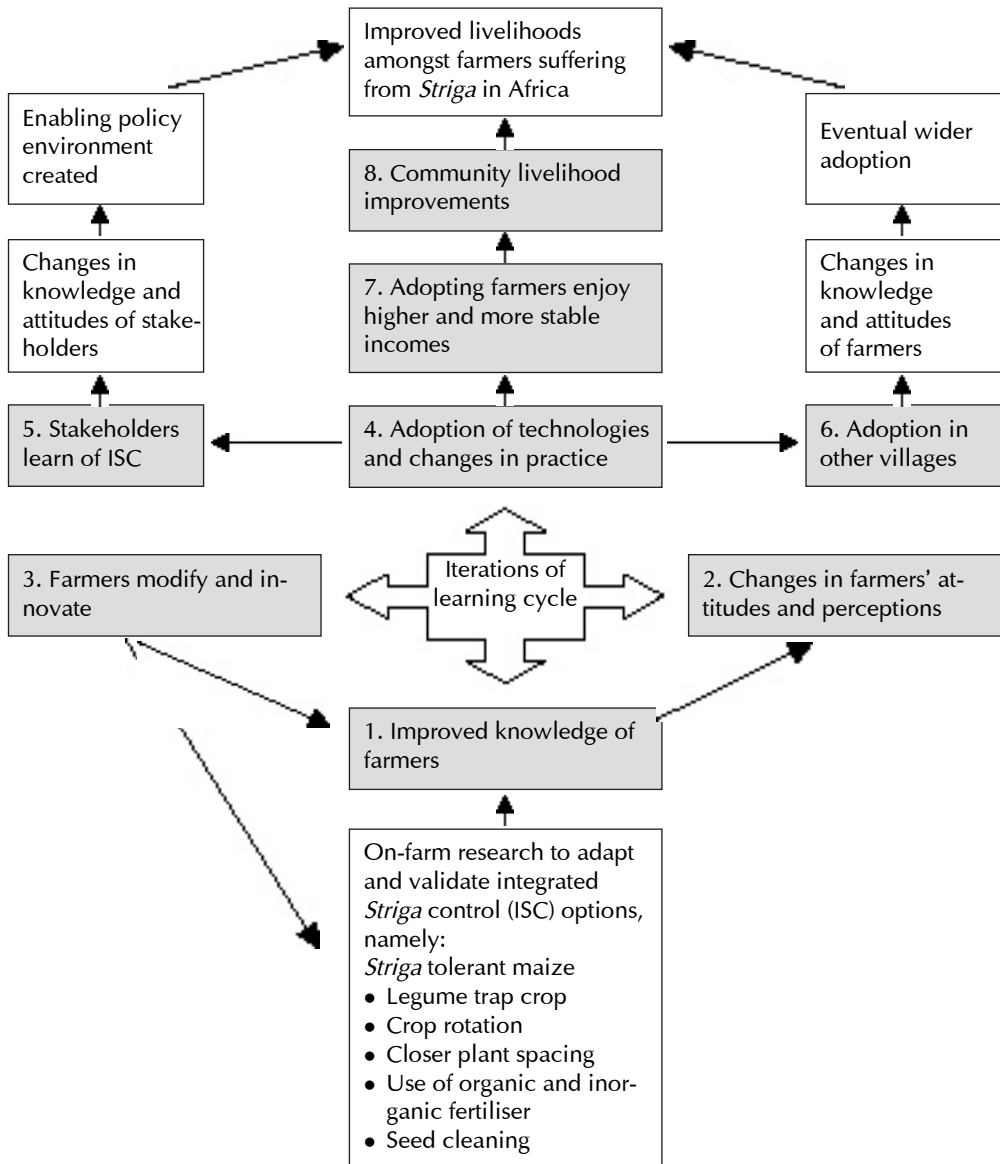 Improved livelihoods
amongst farmers suffering
from Striga in Africa
Enabling policy
environment
created
Eventual wider
adoption
8. Community livelihood
improvements
Changes in
knowledge and
attitudes of stake-
holders
7. Adopting farmers enjoy
higher and more stable
incomes
Changes in
knowledge
and attitudes
of farmers
5. Stakeholders
learn of ISC
4. Adoption of technologies
and changes in practice
6. Adoption in
other villages
3. Farmers modify and in-
novate
Iterations of
learning cycle
2. Changes in farmers' at-
titudes and perceptions
1. Improved knowledge of
farmers
On-farm research to adapt
and validate integrated
Striga control (ISC) options,
namely:
Striga tolerant maize
• Legume trap crop
• Crop rotation
• Closer plant spacing
• Use of organic and inor-
ganic fertiliser
• Seed cleaning